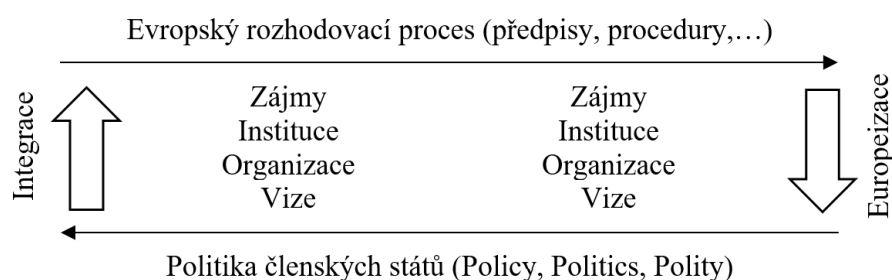 Evropský rozhodovací proces (předpisy, procedury,…)
Integrace
Zájmy
Instituce
Organizace
Vize
Zájmy
Instituce
Organizace
Vize
Europeizace
Politika členských států (Policy, Politics, Polity)